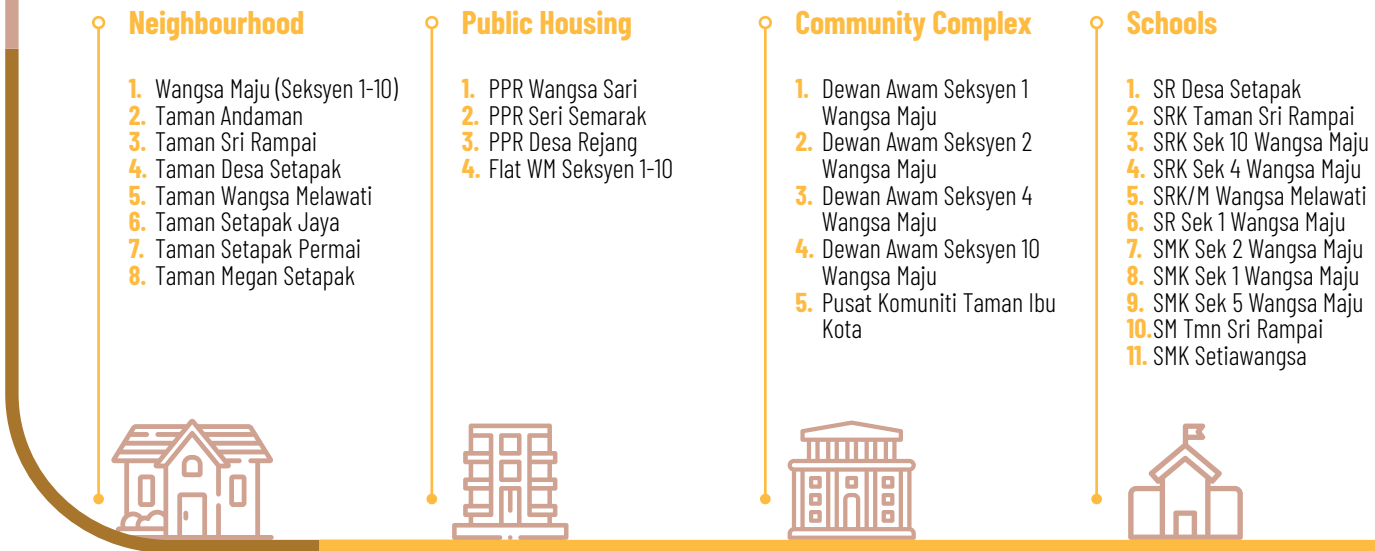 Neighbourhood
1. Wangsa Maju (Seksyen 1-10)
2. Taman Andaman
3. Taman Sri Rampai
4. Taman Desa Setapak
5. Taman Wangsa Melawati
6. Taman Setapak Jaya
7. Taman Setapak Permai
8. Taman Megan Setapak
Public Housing
1. PPR Wangsa Sari
2. PPR Seri Semarak
3. PPR Desa Rejang
4. Flat WM Seksyen 1-10
Community Complex
1. Dewan Awam Seksyen 1
Wangsa Maju
2. Dewan Awam Seksyen 2
Wangsa Maju
3. Dewan Awam Seksyen 4
Wangsa Maju
4. Dewan Awam Seksyen 10
Wangsa Maju
5. Pusat Komuniti Taman Ibu
Kota
Schools
1. SR Desa Setapak
2. SRK Taman Sri Rampai
3. SRK Sek 10 Wangsa Maju
4. SRK Sek 4 Wangsa Maju
5. SRK/M Wangsa Melawati
6. SR Sek 1 Wangsa Maju
7. SMK Sek 2 Wangsa Maju
8. SMK Sek 1 Wangsa Maju
9. SMK Sek 5 Wangsa Maju
10. SM Tmn Sri Rampai
11. SMK Setiawangsa